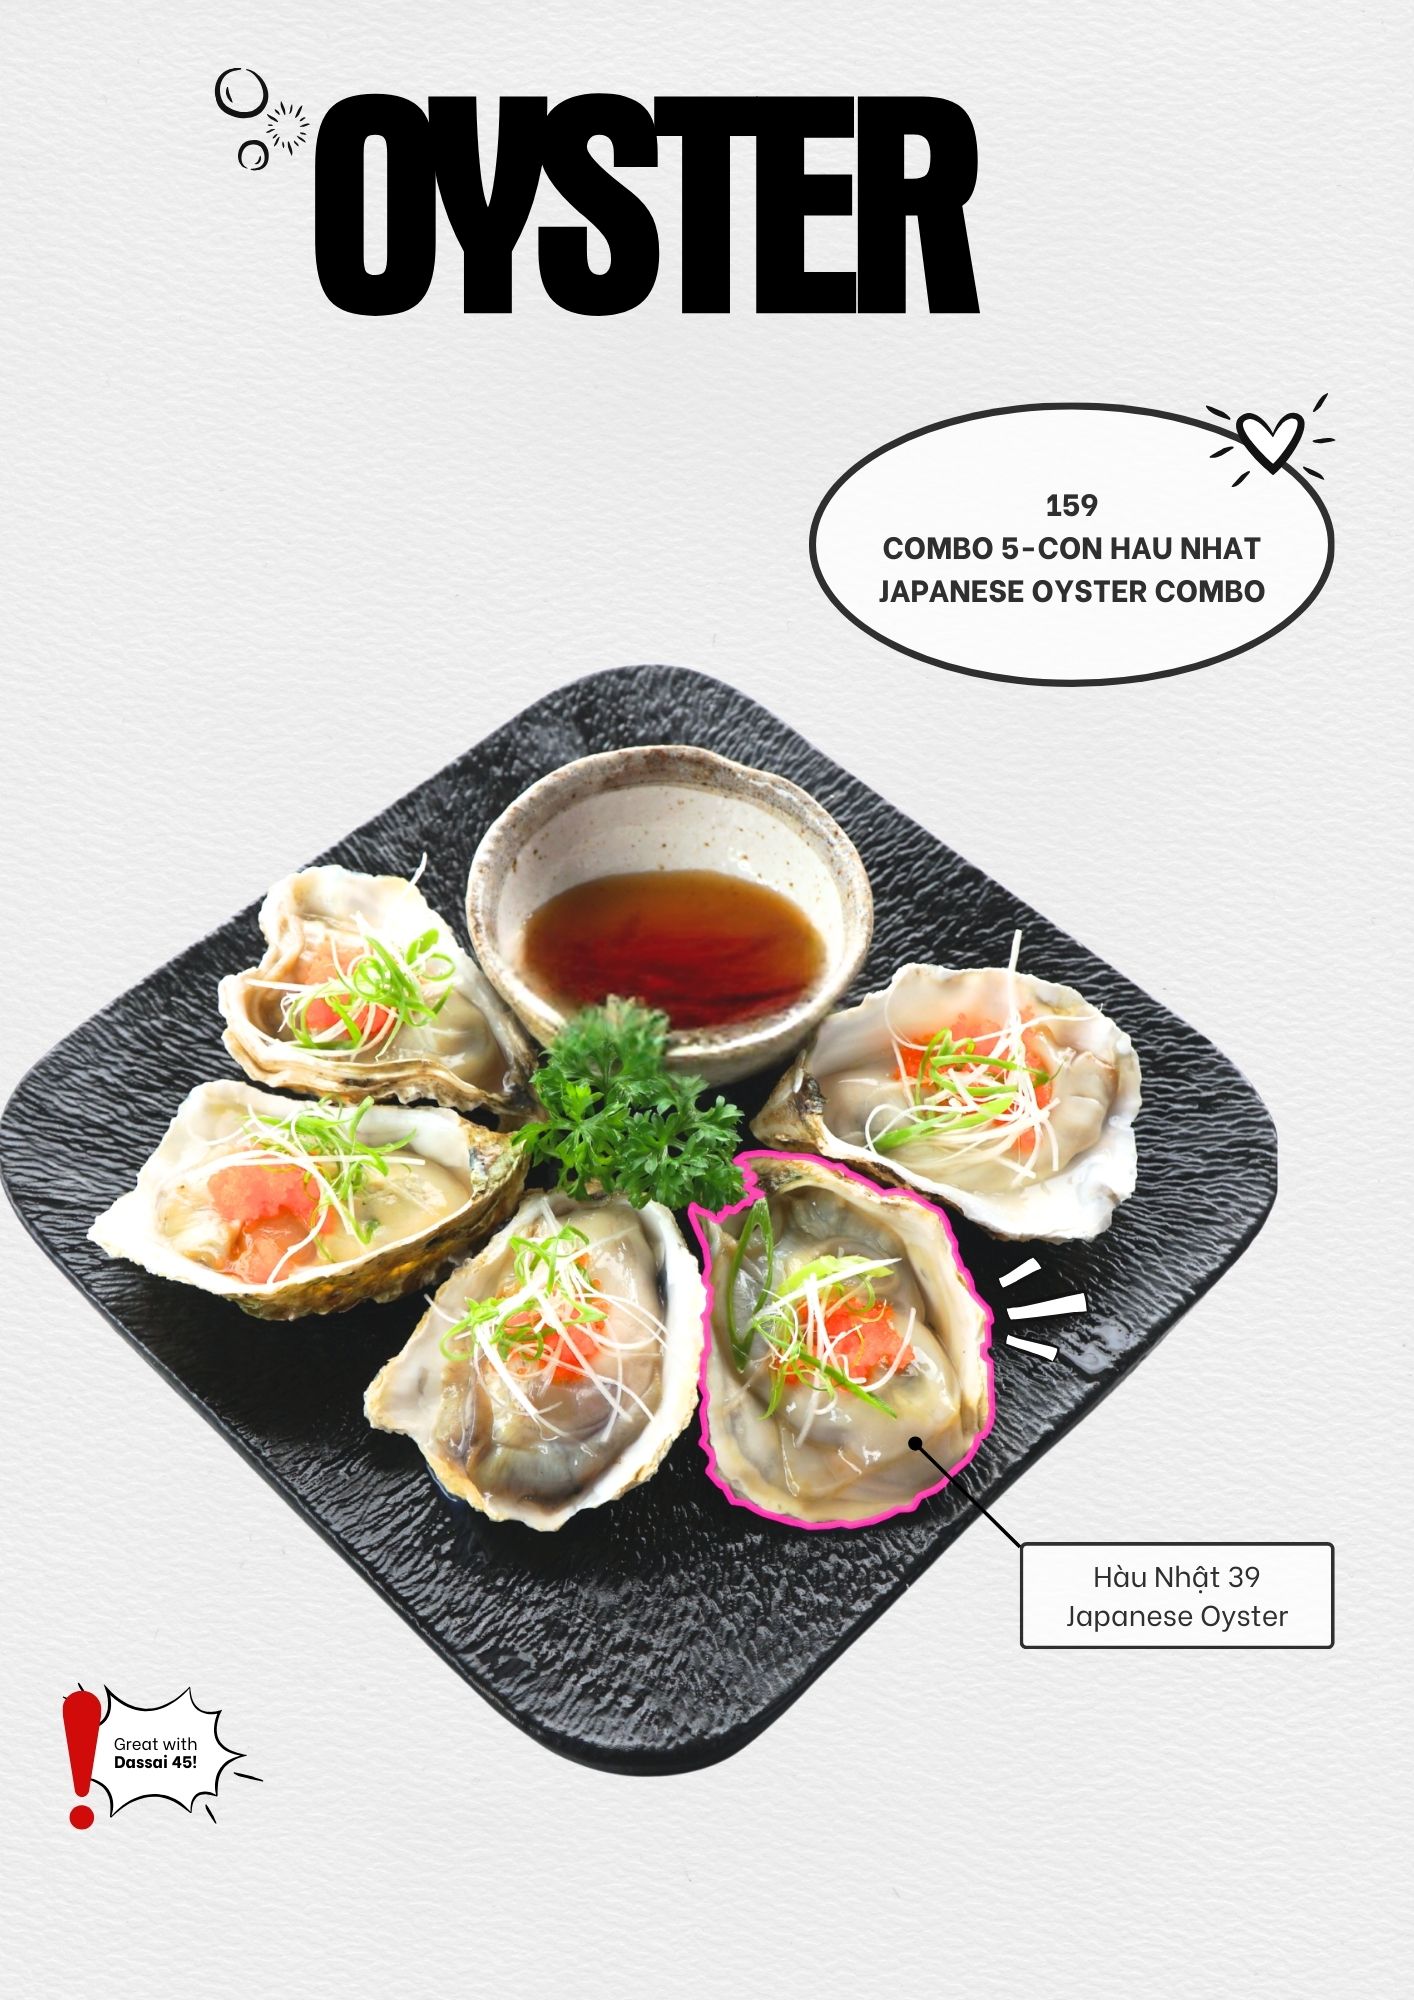 OYSTER
159
COMBO 5-CON HAU NHAT
JAPANESE OYSTER COMBO
Hàu Nhật 39
Japanese Oyster
Great with
Dassai 45!